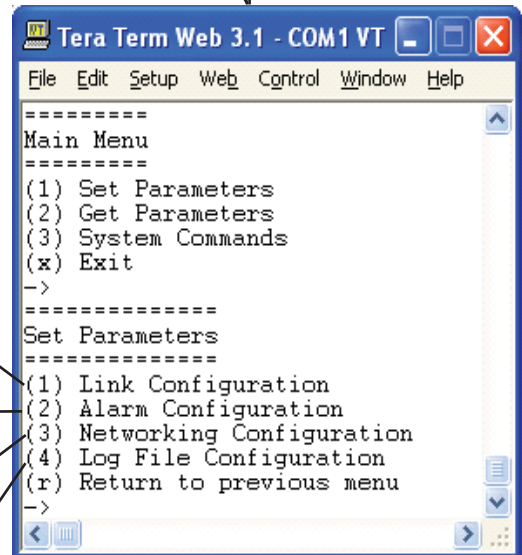 Tera Term Web 3.1 - COM1 VT
File Edit Setup Web Control Window Help
=========
Main Menu
=========
(1) Set Parameters
(2) Get Parameters
(3) System Commands
(x) Exit
->
==============
Set Parameters
==============
(1) Link Configuration
(2) Alarm Configuration
(3) Networking Configuration
(4) Log File Configuration
(r) Return to previous menu
->